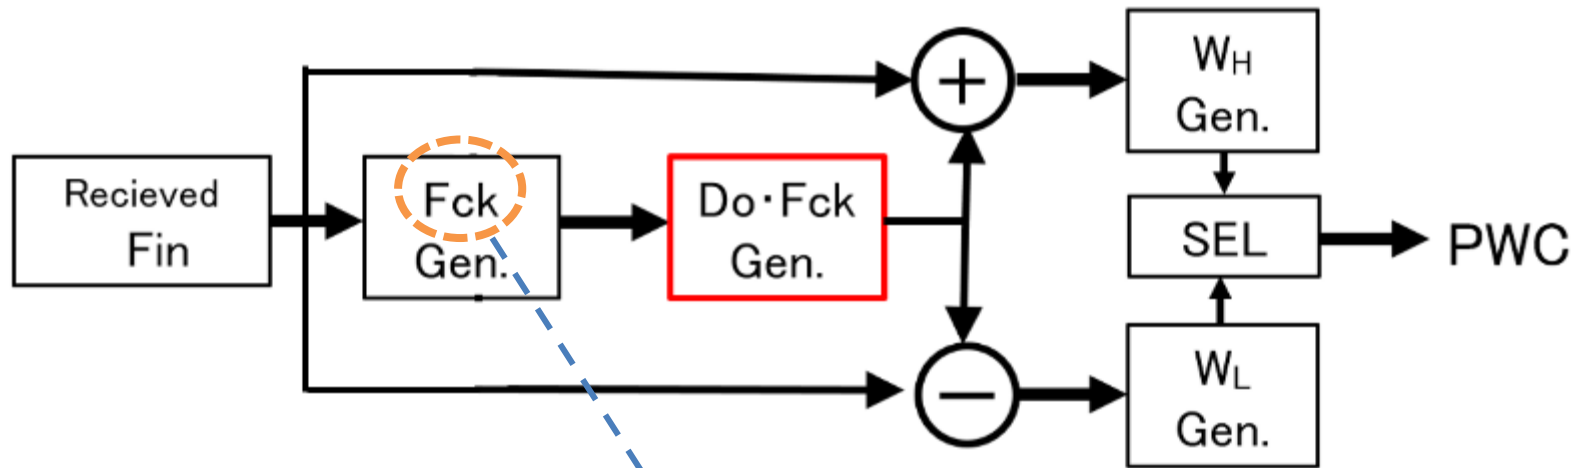 Recieved
Fin
Fck
Gen.
Do·Fck
Gen.
+
−
WH
Gen.
SEL
PWC
WL
Gen.